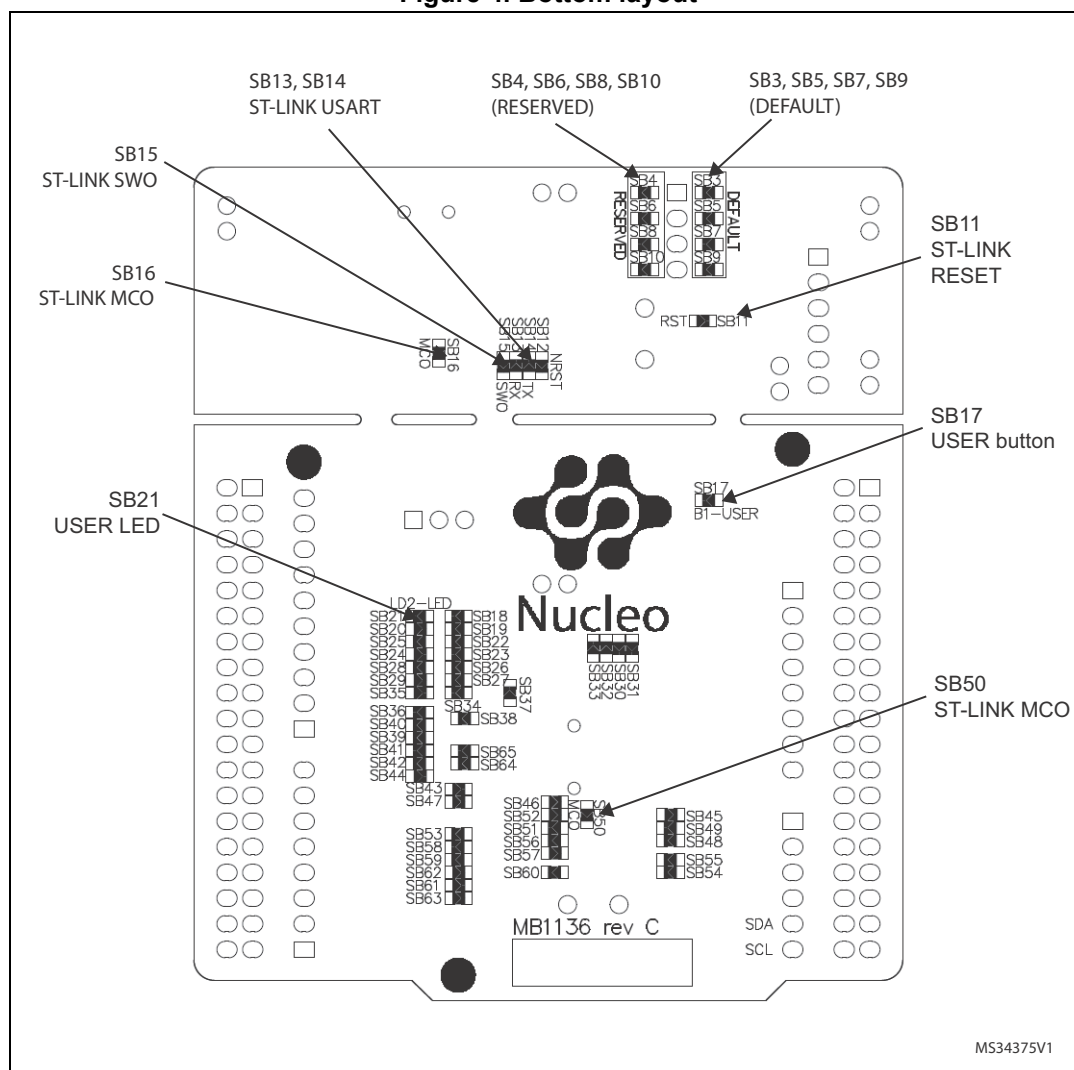 SB13, SB14
ST-LINK USART
SB4, SB6, SB8, SB10
(RESERVED)
SB3, SB5, SB7, SB9
(DEFAULT)
SB15
ST-LINK SWO
SB16
ST-LINK MCO
SB11
ST-LINK
RESET
SB17
USER button
SB21
USER LED
SB50
ST-LINK MCO
SB4
SB6
SB8
SB10
RESERVED
SB3
SB5
SB7
SB9
DEFAULT
RST
SB11
MCO
SB16
SB15
SB13
SB14
SB12
SWO
RX
TX
NRST
SB17
B1-USER
Nucleo
LD2-LED
SB21
SB20
SB25
SB24
SB28
SB29
SB35
SB18
SB19
SB22
SB23
SB26
SB27
SB34
SB37
SB38
SB33
SB32
SB30
SB31
SB36
SB40
SB39
SB41
SB42
SB44
SB65
SB64
SB43
SB47
SB46
SB52
SB51
SB56
SB57
SB60
MCO
SB50
SB45
SB49
SB48
SB55
SB54
SB53
SB58
SB59
SB62
SB61
SB63
MB1136 rev C
SDA
SCL
MS34375V1